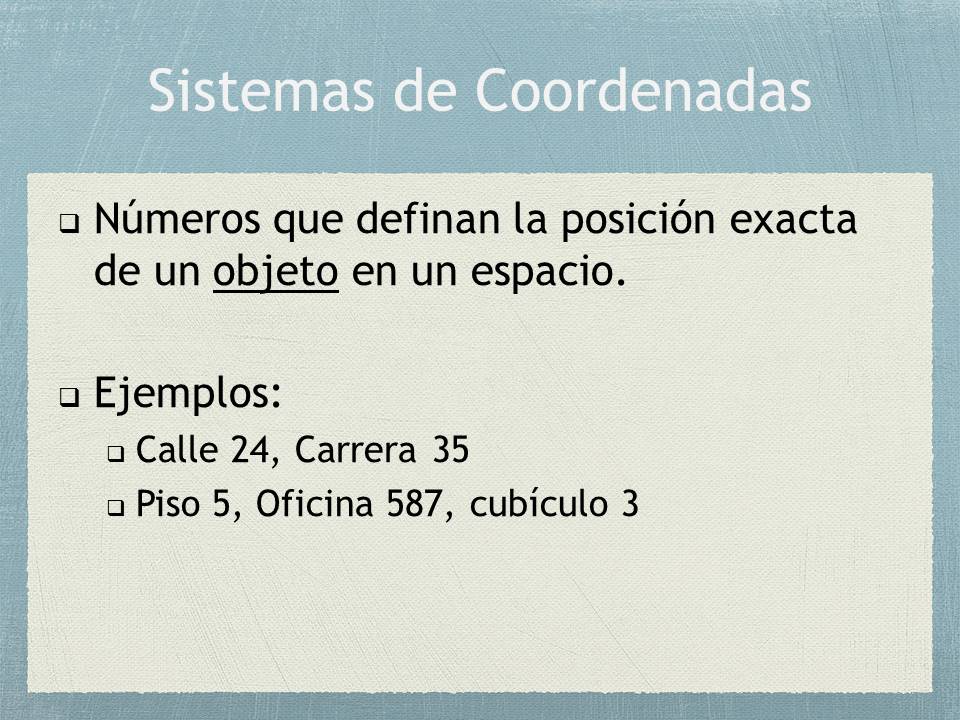 Sistemas de Coordenadas
Números que definan la posición exacta
de un objeto en un espacio.
Ejemplos:
Calle 24, Carrera 35
Piso 5, Oficina 587, cubículo 3